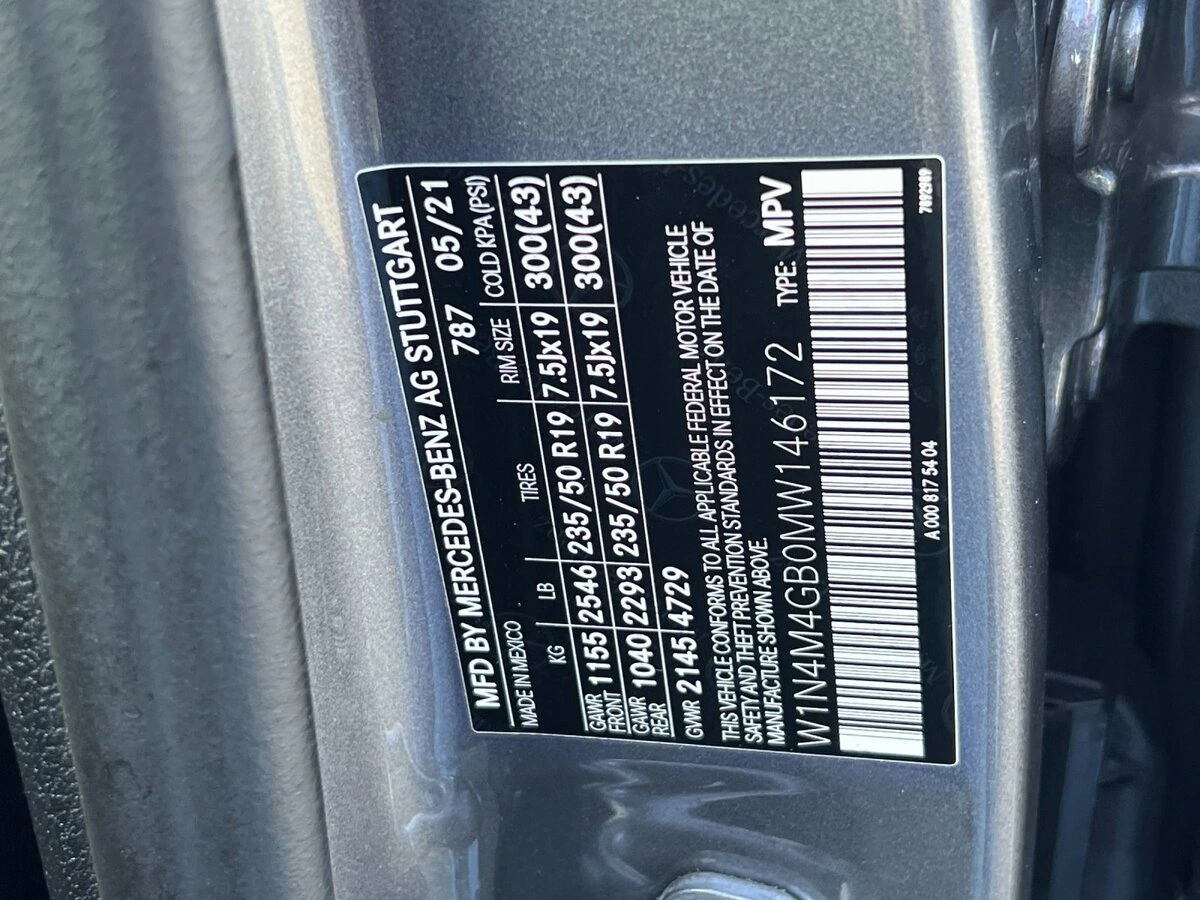 MFD BY MERCEDES-BENZ AG STUTTGART
MADE IN MEXICO 787 05/21
KG LB TIRES RIM SIZE COLD KPA (PSI)
GAWR FRONT 1155 2546 235/50 R19 7.5Jx19 300(43)
GAWR REAR 1040 2293 235/50 R19 7.5Jx19 300(43)
GVWR 2145 4729
THIS VEHICLE CONFORMS TO ALL APPLICABLE FEDERAL MOTOR VEHICLE
SAFETY AND THEFT PREVENTION STANDARDS IN EFFECT ON THE DATE OF
MANUFACTURE SHOWN ABOVE.
W1N4M4GB0MW146172 TYPE: MPV
A 000 817 54 04